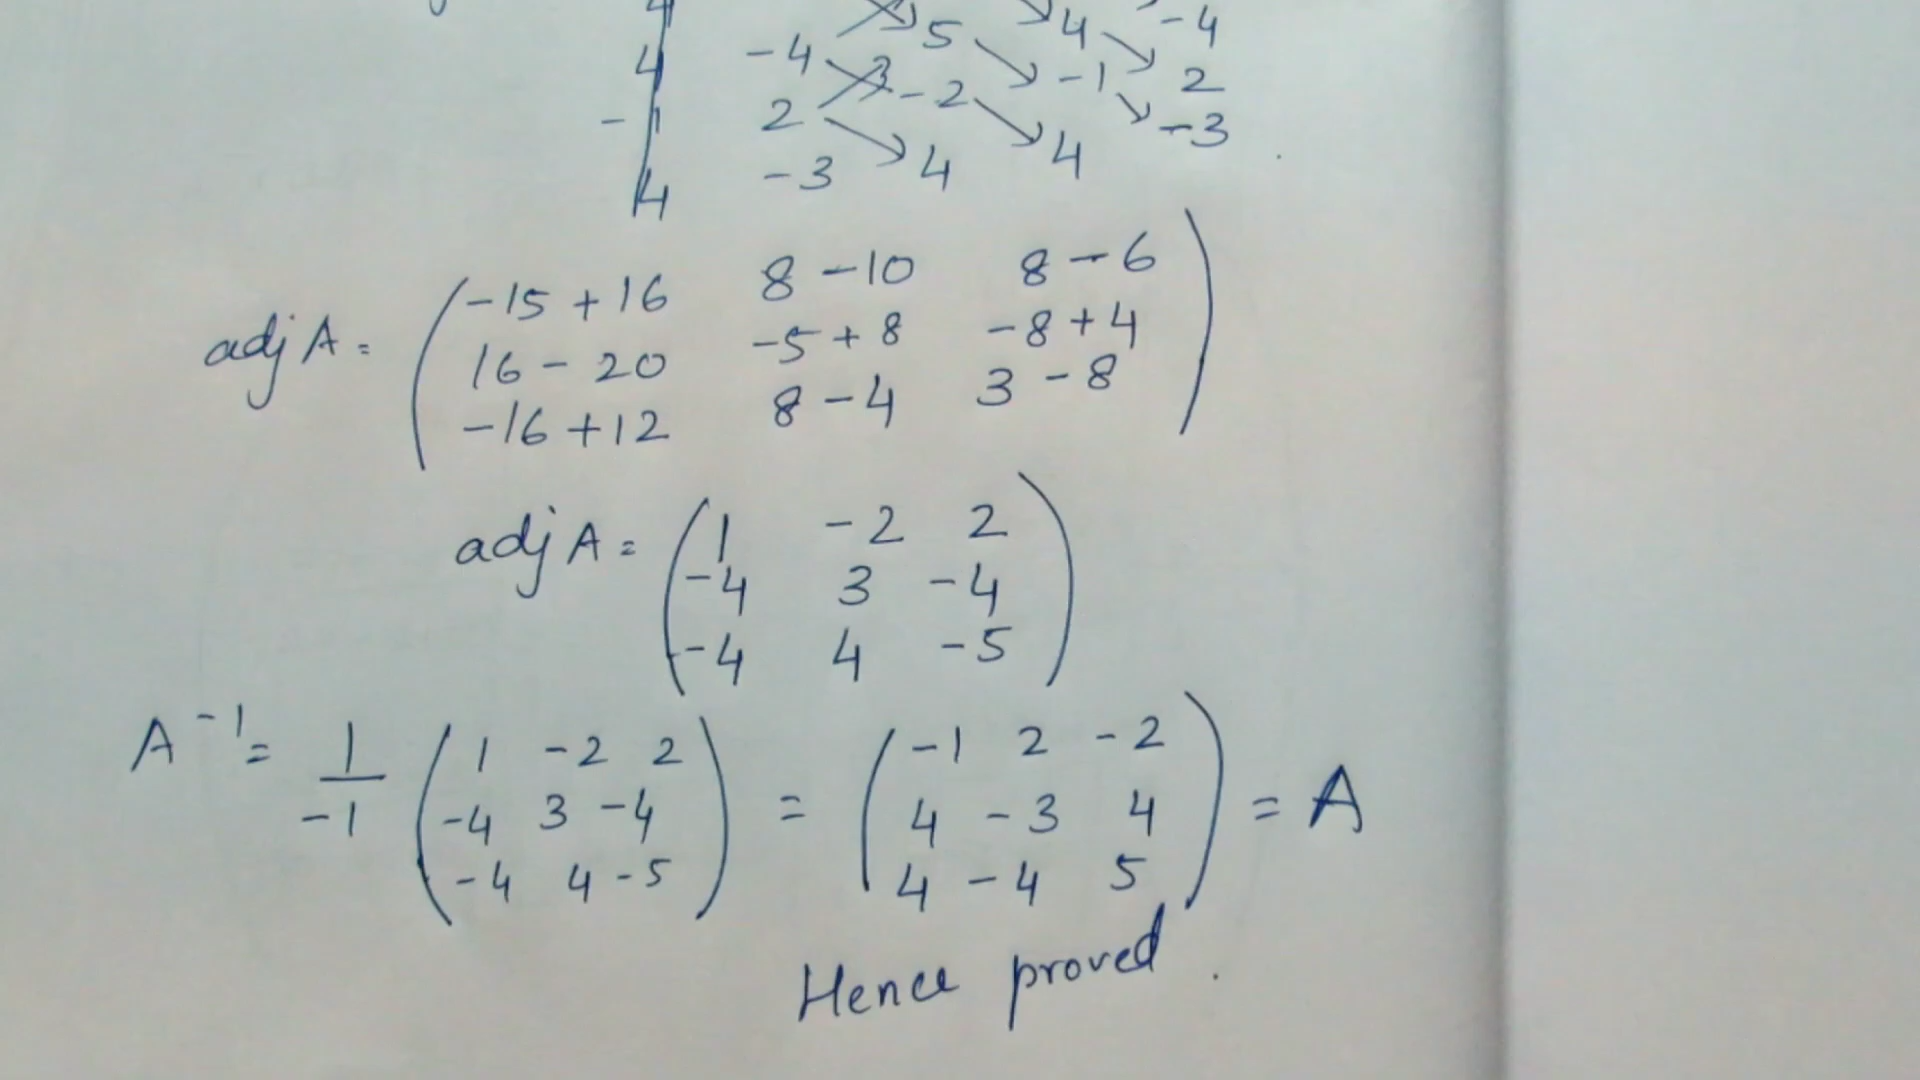 4 -4 5 4 -4
-1 2 -2 -1 2
4 -3 4 4 -3
adj A = ( -15 + 16 8 - 10 8 - 6
16 - 20 -5 + 8 -8 + 4
-16 + 12 8 - 4 3 - 8 )
adj A = ( 1 -2 2
-4 3 -4
-4 4 -5 )
A⁻¹ = 1/-1 ( 1 -2 2 ) = ( -1 2 -2 ) = A
-4 3 -4 4 -3 4
-4 4 -5 4 -4 5
Hence proved.